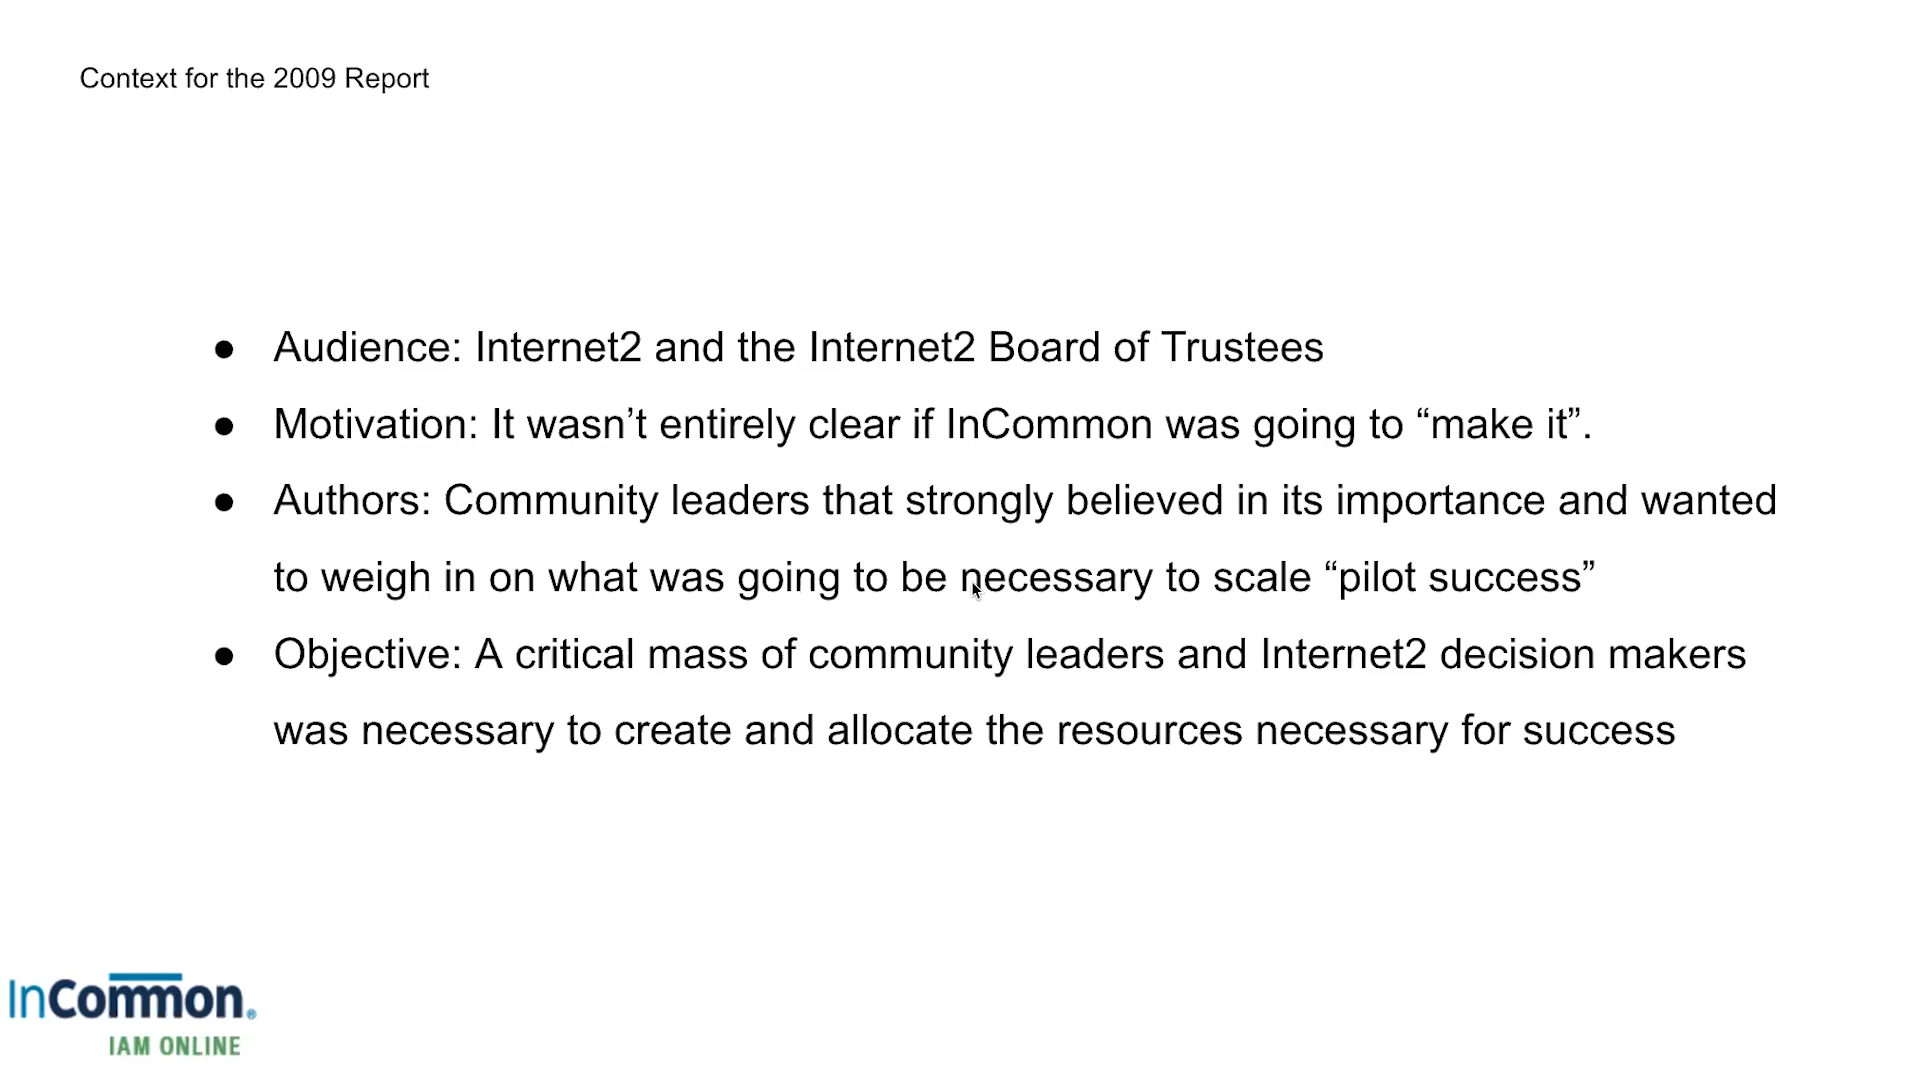 Context for the 2009 Report
● Audience: Internet2 and the Internet2 Board of Trustees
● Motivation: It wasn’t entirely clear if InCommon was going to “make it”.
● Authors: Community leaders that strongly believed in its importance and wanted
to weigh in on what was going to be necessary to scale “pilot success”
● Objective: A critical mass of community leaders and Internet2 decision makers
was necessary to create and allocate the resources necessary for success
InCommon®
IAM ONLINE